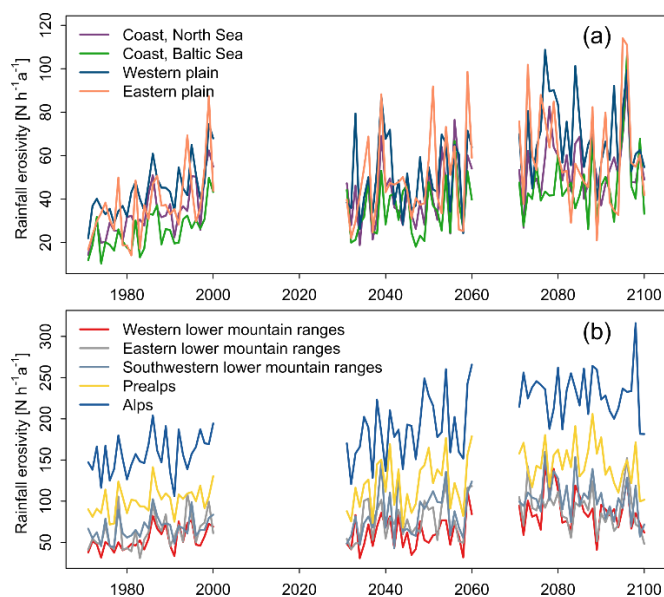 (a)
Coast, North Sea
Coast, Baltic Sea
Western plain
Eastern plain
Rainfall erosivity [N h⁻¹a⁻¹]
120
100
80
60
40
20
1980 2000 2020 2040 2060 2080 2100
(b)
Western lower mountain ranges
Eastern lower mountain ranges
Southwestern lower mountain ranges
Prealps
Alps
Rainfall erosivity [N h⁻¹a⁻¹]
300
250
200
150
100
50
1980 2000 2020 2040 2060 2080 2100